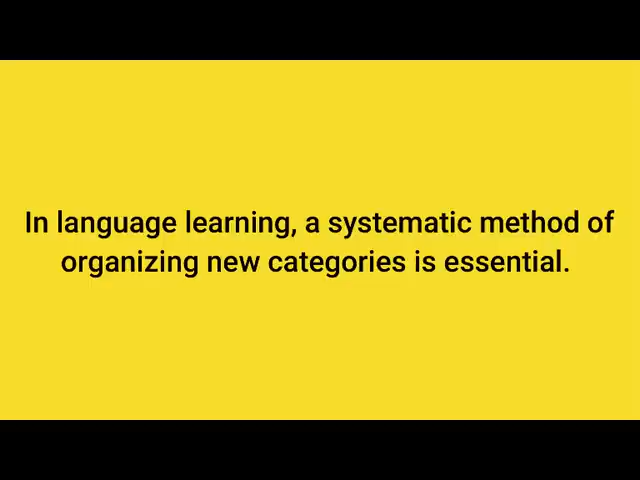 In language learning, a systematic method of
organizing new categories is essential.